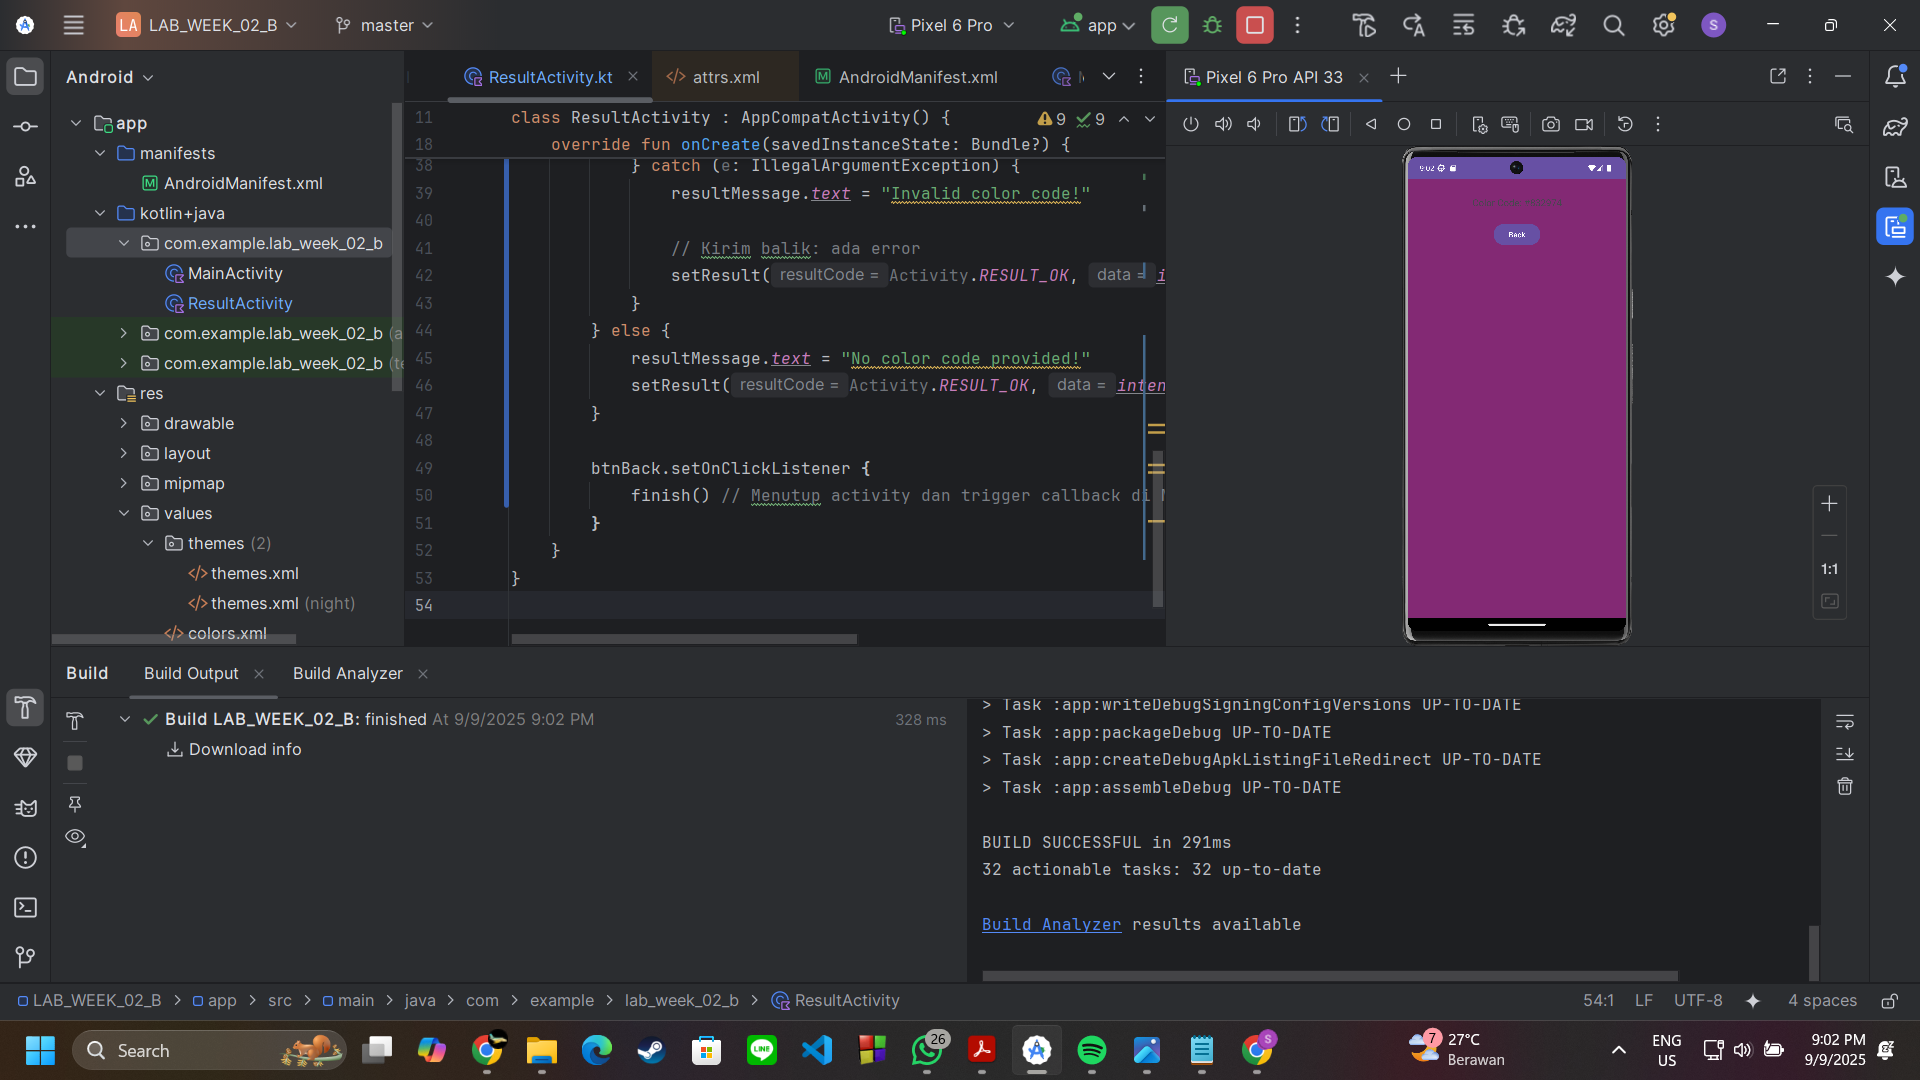 LA LAB_WEEK_02_B master Pixel 6 Pro app S
Android
app
manifests
AndroidManifest.xml
kotlin+java
com.example.lab_week_02_b
MainActivity
ResultActivity
com.example.lab_week_02_b (a
com.example.lab_week_02_b (te
res
drawable
layout
mipmap
values
themes (2)
themes.xml
themes.xml (night)
colors.xml
ResultActivity.kt attrs.xml AndroidManifest.xml
11 class ResultActivity : AppCompatActivity() { 9 9
18 override fun onCreate(savedInstanceState: Bundle?) {
38 } catch (e: IllegalArgumentException) {
39 resultMessage.text = "Invalid color code!"
40
41 // Kirim balik: ada error
42 setResult( resultCode = Activity.RESULT_OK, data = i
43 }
44 } else {
45 resultMessage.text = "No color code provided!"
46 setResult( resultCode = Activity.RESULT_OK, data = inten
47 }
48
49 btnBack.setOnClickListener {
50 finish() // Menutup activity dan trigger callback di M
51 }
52 }
53 }
54
Pixel 6 Pro API 33
9:02
Back
1:1
Build Build Output Build Analyzer
Build LAB_WEEK_02_B: finished At 9/9/2025 9:02 PM 328 ms
Download info
> Task :app:writeDebugSigningConfigVersions UP-TO-DATE
> Task :app:packageDebug UP-TO-DATE
> Task :app:createDebugApkListingFileRedirect UP-TO-DATE
> Task :app:assembleDebug UP-TO-DATE
BUILD SUCCESSFUL in 291ms
32 actionable tasks: 32 up-to-date
Build Analyzer results available
LAB_WEEK_02_B > app > src > main > java > com > example > lab_week_02_b > ResultActivity 54:1 LF UTF-8 4 spaces
Search
26
S
7
27°C
Berawan
ENG
US
9:02 PM
9/9/2025